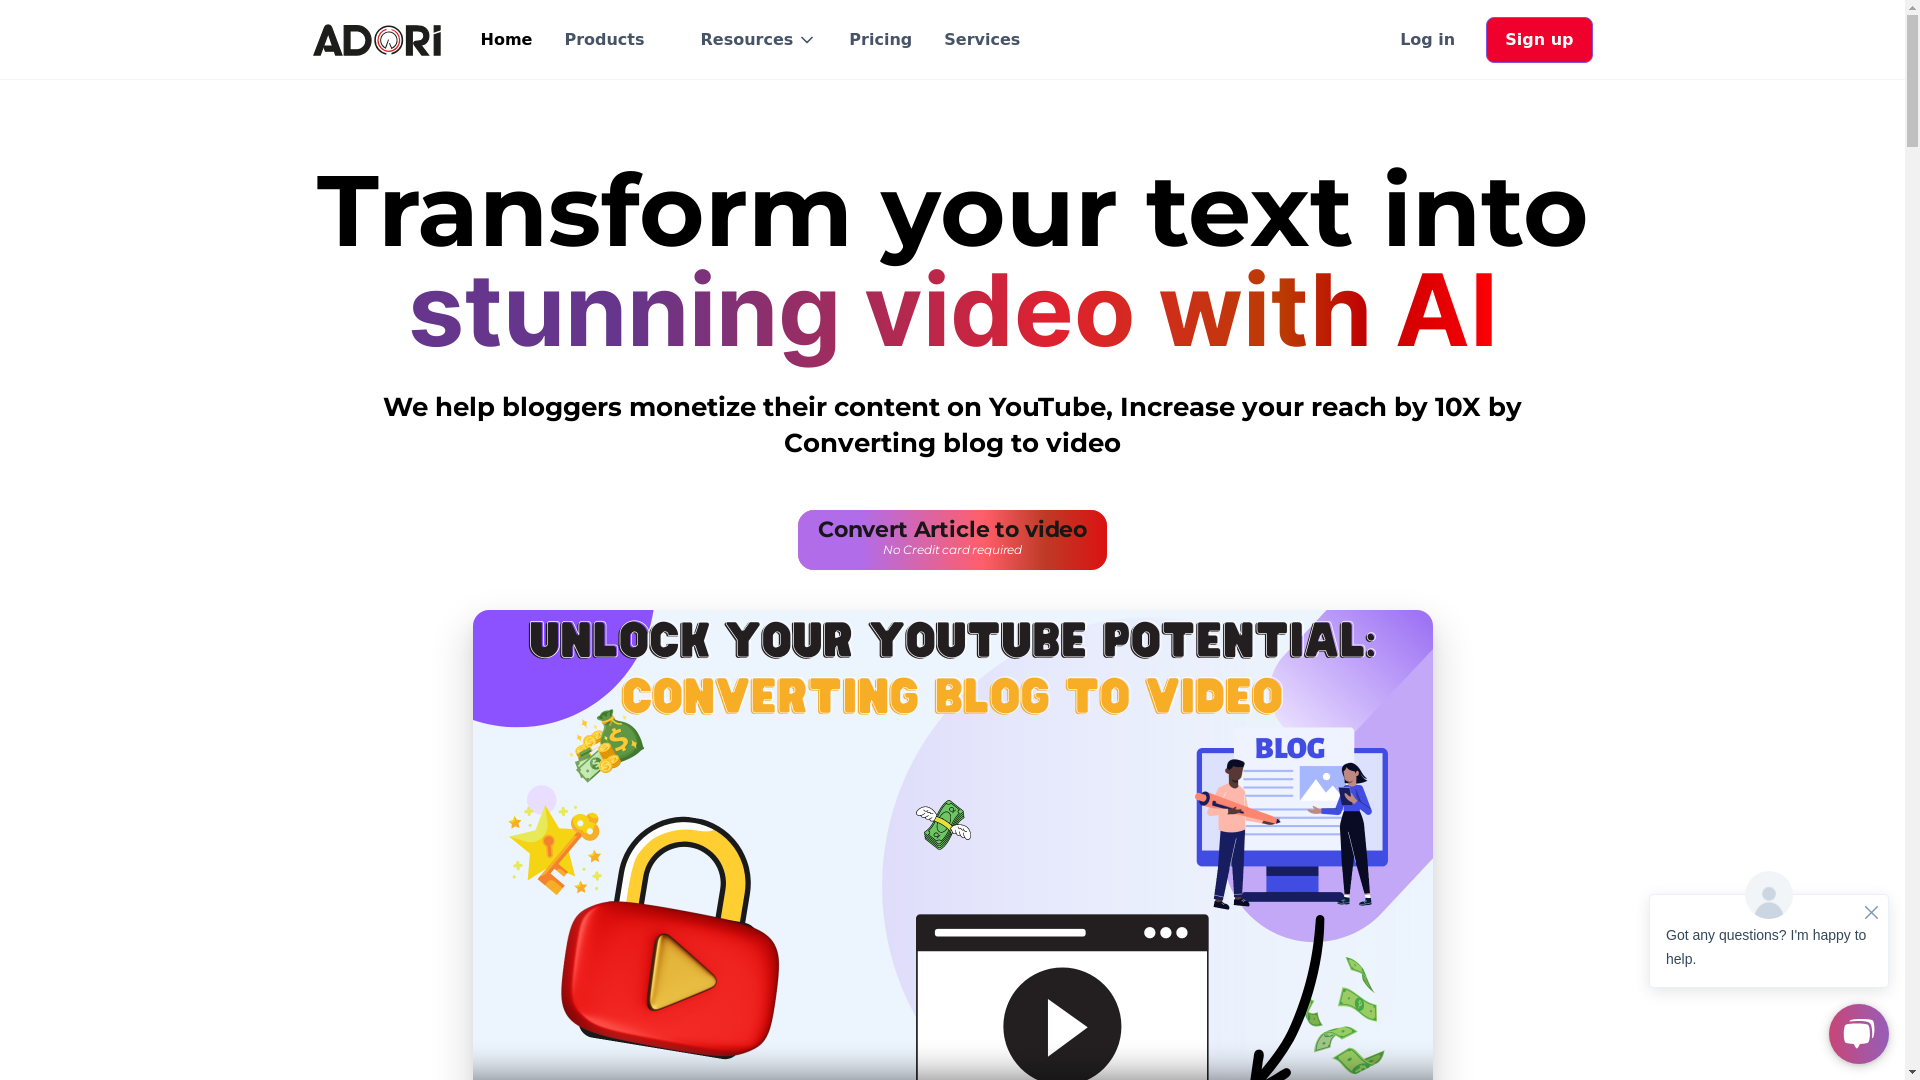 ADORI
Home
Products
Resources
Pricing
Services
Log in
Sign up
Transform your text into
stunning video with AI
We help bloggers monetize their content on YouTube, Increase your reach by 10X by
Converting blog to video
Convert Article to video
No Credit card required
UNLOCK YOUR YOUTUBE POTENTIAL:
CONVERTING BLOG TO VIDEO
BLOG
Got any questions? I'm happy to
help.